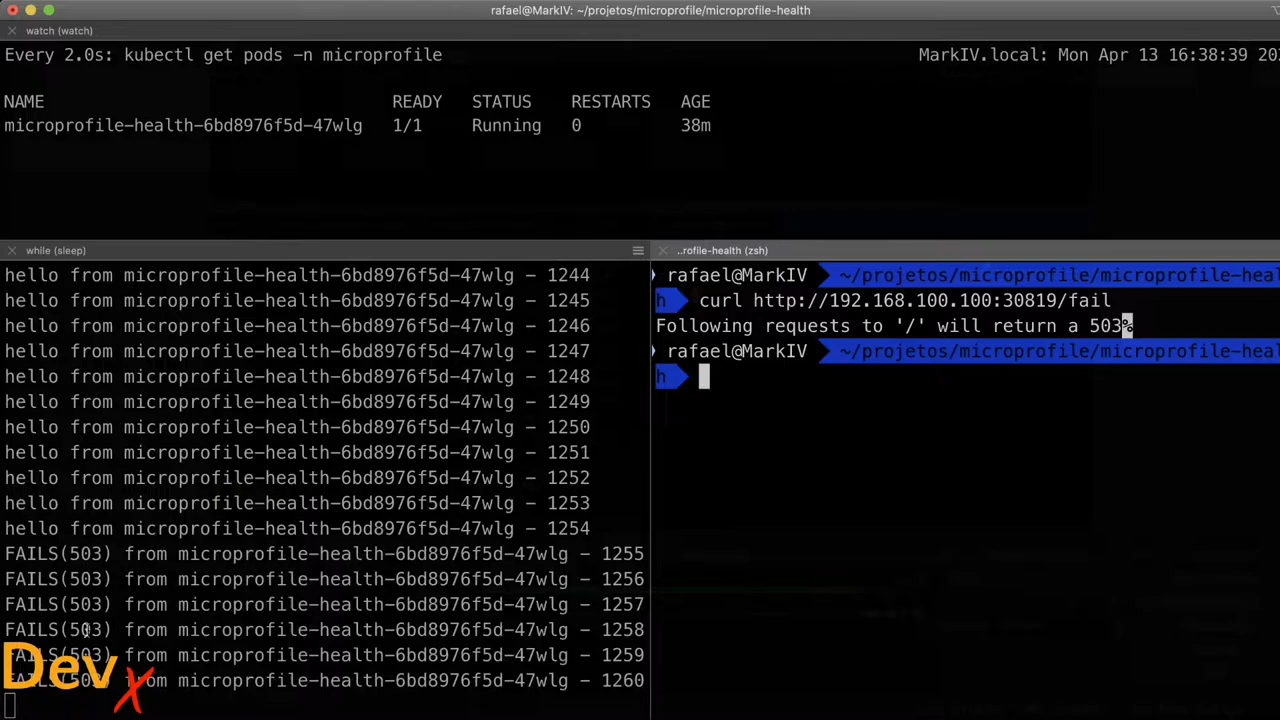 rafael@MarkIV: ~/projetos/microprofile/microprofile-health
watch (watch)
Every 2.0s: kubectl get pods -n microprofile
MarkIV.local: Mon Apr 13 16:38:39 20
NAME READY STATUS RESTARTS AGE
microprofile-health-6bd8976f5d-47wlg 1/1 Running 0 38m
while (sleep)
hello from microprofile-health-6bd8976f5d-47wlg - 1244
hello from microprofile-health-6bd8976f5d-47wlg - 1245
hello from microprofile-health-6bd8976f5d-47wlg - 1246
hello from microprofile-health-6bd8976f5d-47wlg - 1247
hello from microprofile-health-6bd8976f5d-47wlg - 1248
hello from microprofile-health-6bd8976f5d-47wlg - 1249
hello from microprofile-health-6bd8976f5d-47wlg - 1250
hello from microprofile-health-6bd8976f5d-47wlg - 1251
hello from microprofile-health-6bd8976f5d-47wlg - 1252
hello from microprofile-health-6bd8976f5d-47wlg - 1253
hello from microprofile-health-6bd8976f5d-47wlg - 1254
FAILS(503) from microprofile-health-6bd8976f5d-47wlg - 1255
FAILS(503) from microprofile-health-6bd8976f5d-47wlg - 1256
FAILS(503) from microprofile-health-6bd8976f5d-47wlg - 1257
FAILS(503) from microprofile-health-6bd8976f5d-47wlg - 1258
FAILS(503) from microprofile-health-6bd8976f5d-47wlg - 1259
FAILS(503) from microprofile-health-6bd8976f5d-47wlg - 1260
..rofile-health (zsh)
rafael@MarkIV ~/projetos/microprofile/microprofile-heal
h curl http://192.168.100.100:30819/fail
Following requests to '/' will return a 503%
rafael@MarkIV ~/projetos/microprofile/microprofile-heal
h
DevX